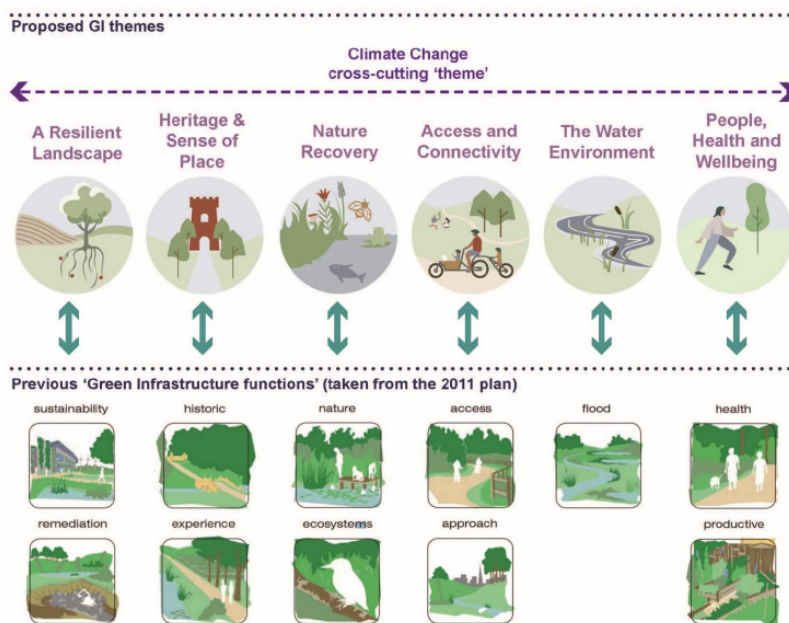 Proposed GI themes
Climate Change
cross-cutting ‘theme’
A Resilient
Landscape
Heritage &
Sense of
Place
Nature
Recovery
Access and
Connectivity
The Water
Environment
People,
Health and
Wellbeing
Previous ‘Green Infrastructure functions’ (taken from the 2011 plan)
sustainability
historic
nature
access
flood
health
remediation
experience
ecosystems
approach
productive